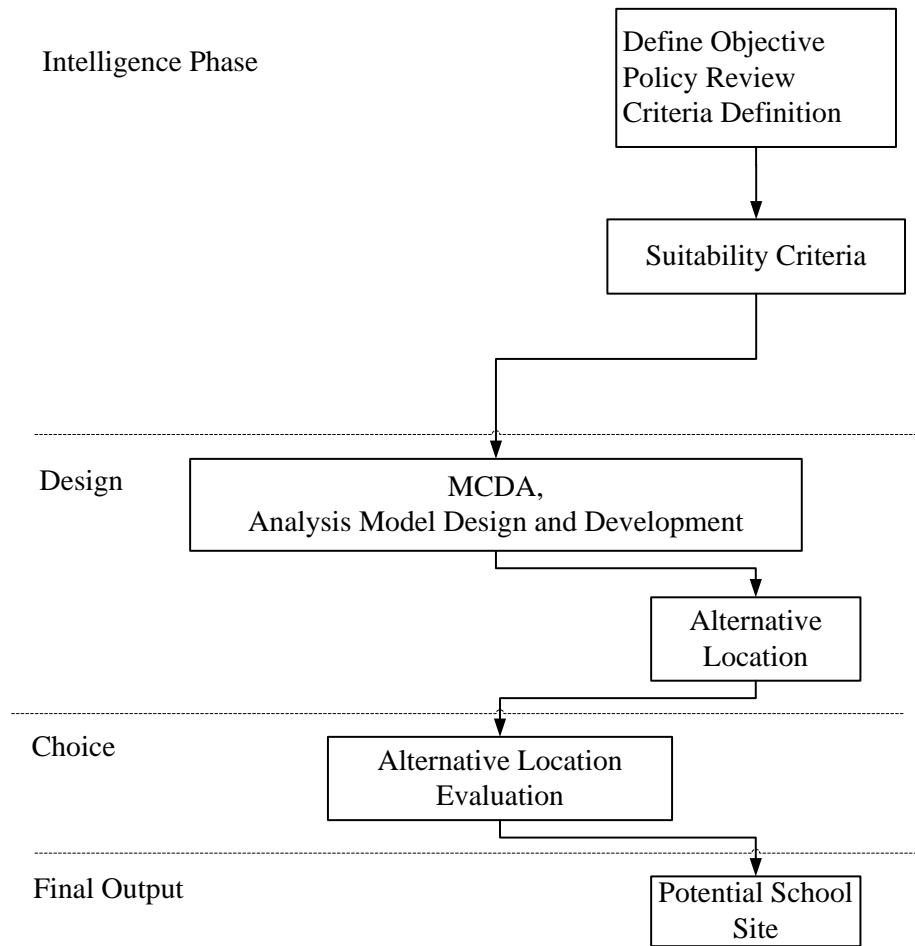 Intelligence Phase
Define Objective
Policy Review
Criteria Definition
Suitability Criteria
Design
MCDA,
Analysis Model Design and Development
Alternative
Location
Choice
Alternative Location
Evaluation
Final Output
Potential School
Site